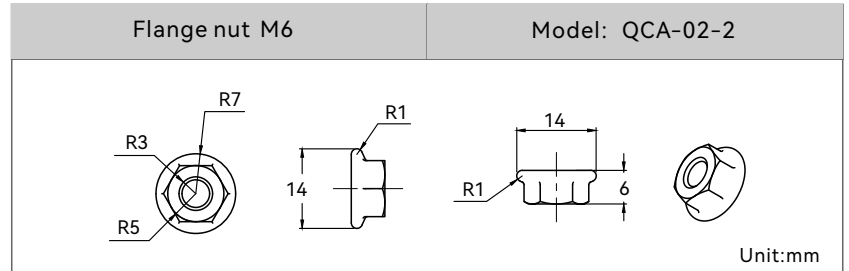 Flange nut M6
Model: QCA-02-2
R7
R3
R5
R1
14
14
R1
6
Unit:mm